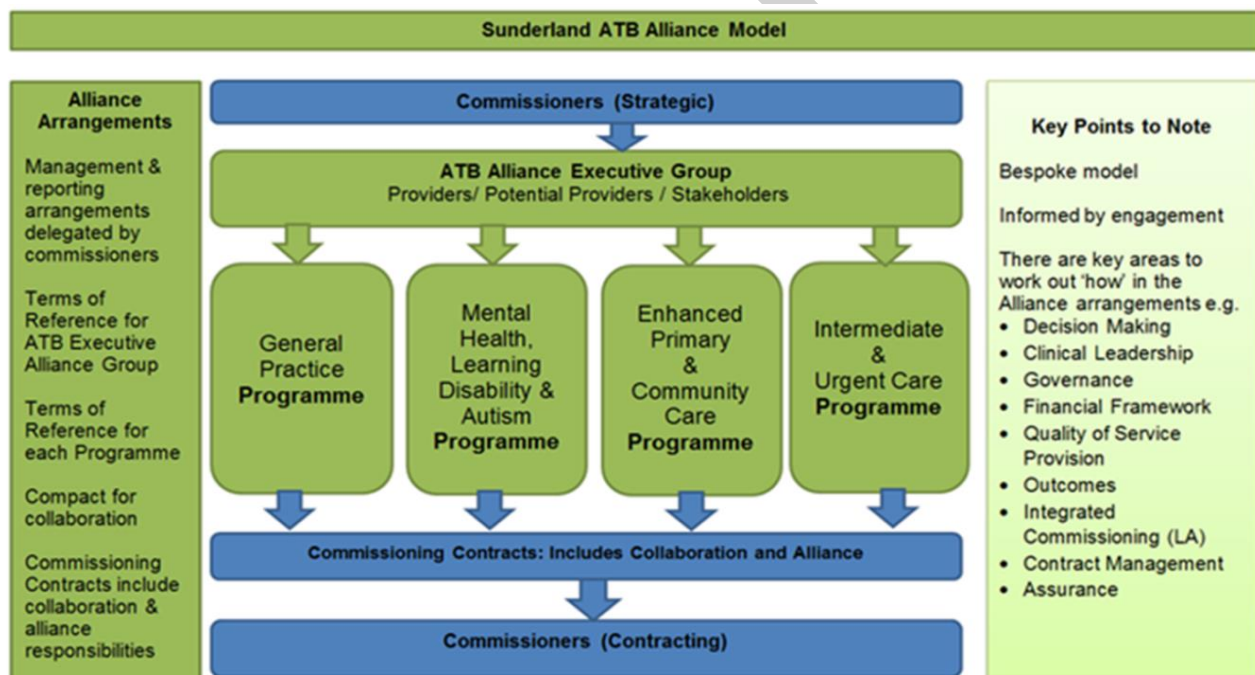 Sunderland ATB Alliance Model
Alliance
Arrangements
Management &
reporting
arrangements
delegated by
commissioners
Terms of
Reference for
ATB Executive
Alliance Group
Terms of
Reference for
each Programme
Compact for
collaboration
Commissioning
Contracts include
collaboration &
alliance
responsibilities
Commissioners (Strategic)
ATB Alliance Executive Group
Providers/ Potential Providers / Stakeholders
General
Practice
Programme
Mental
Health,
Learning
Disability &
Autism
Programme
Enhanced
Primary
&
Community
Care
Programme
Intermediate
&
Urgent Care
Programme
Commissioning Contracts: Includes Collaboration and Alliance
Commissioners (Contracting)
Key Points to Note
Bespoke model
Informed by engagement
There are key areas to
work out 'how' in the
Alliance arrangements e.g.
• Decision Making
• Clinical Leadership
• Governance
• Financial Framework
• Quality of Service
Provision
• Outcomes
• Integrated
Commissioning (LA)
• Contract Management
• Assurance